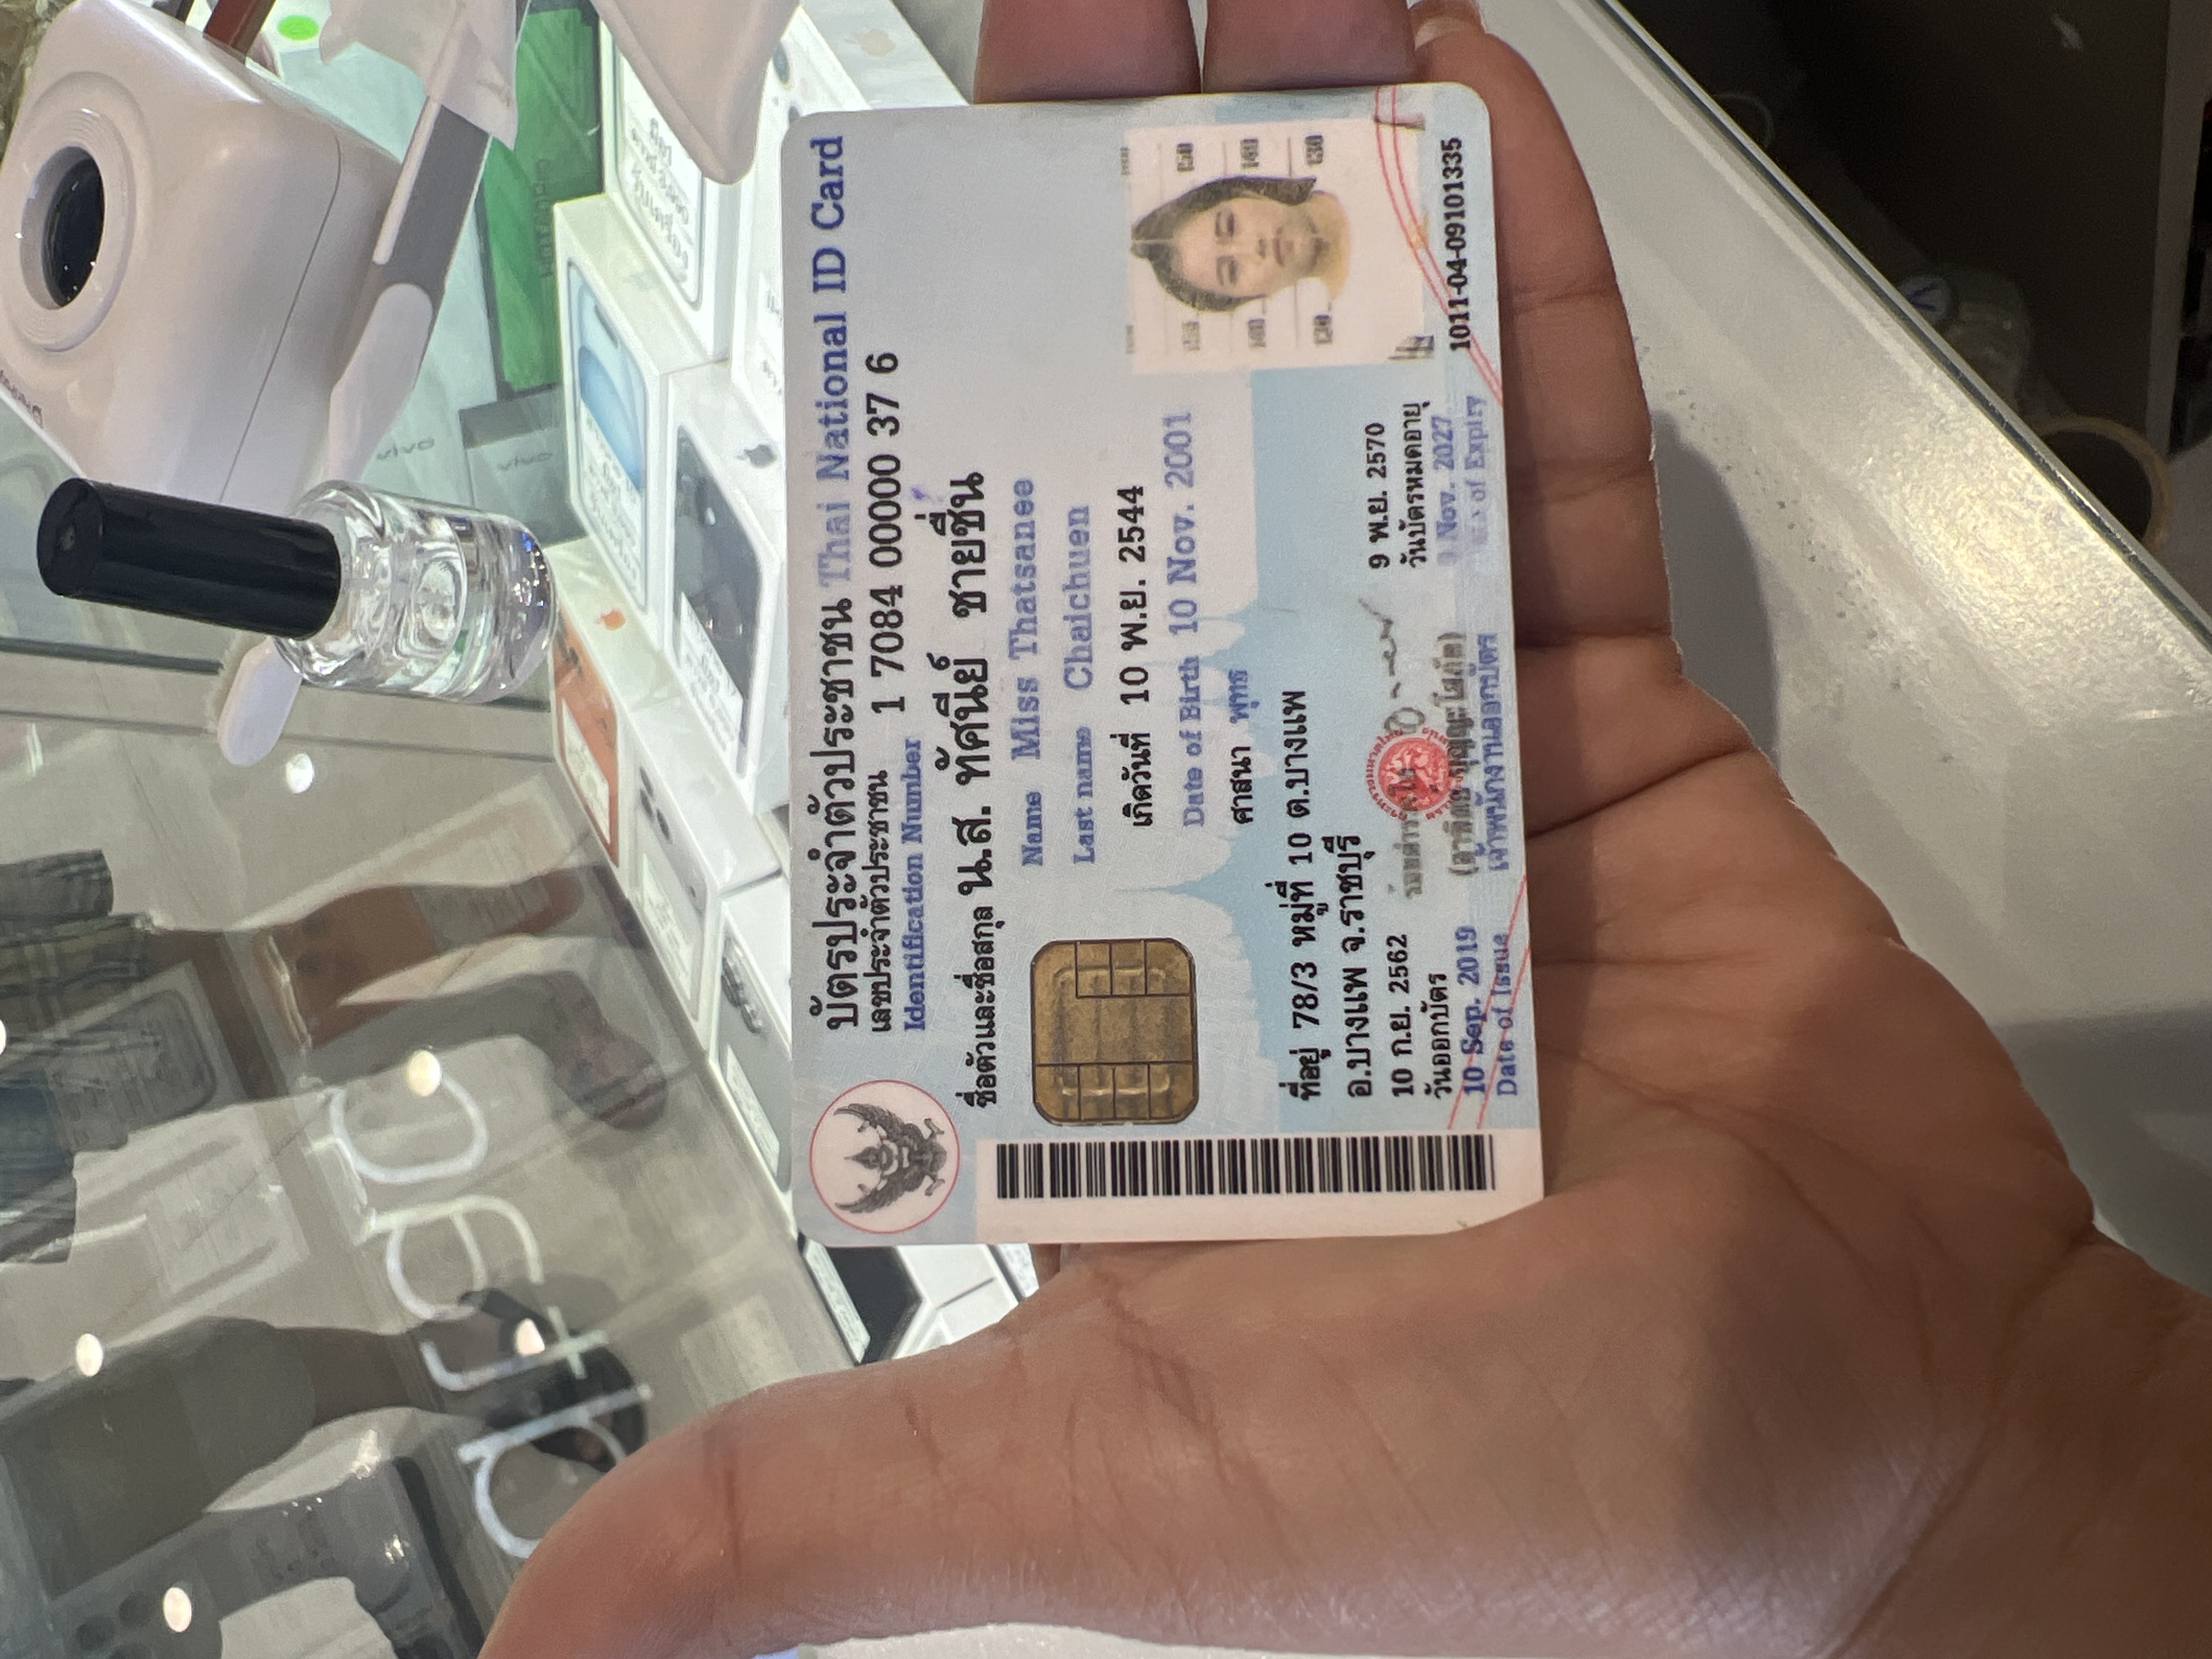 บัตรประจำตัวประชาชน Thai National ID Card
เลขประจำตัวประชาชน 1 7084 00000 37 6
Identification Number
ชื่อตัวและชื่อสกุล น.ส. ทัศนีย์ ชายชื่น
Name Miss Thatsanee
Last name Chaichuen
เกิดวันที่ 10 พ.ย. 2544
Date of Birth 10 Nov. 2001
ศาสนา พุทธ
ที่อยู่ 78/3 หมู่ที่ 10 ต.บางแพ
อ.บางแพ จ.ราชบุรี
10 ก.ย. 2562
วันออกบัตร
10 Sep. 2019
Date of Issue
เจ้าพนักงานออกบัตร
9 พ.ย. 2570
วันบัตรหมดอายุ
9 Nov. 2027
of Expiry
150
140
130
1011-04-09101335
vivo
vivo